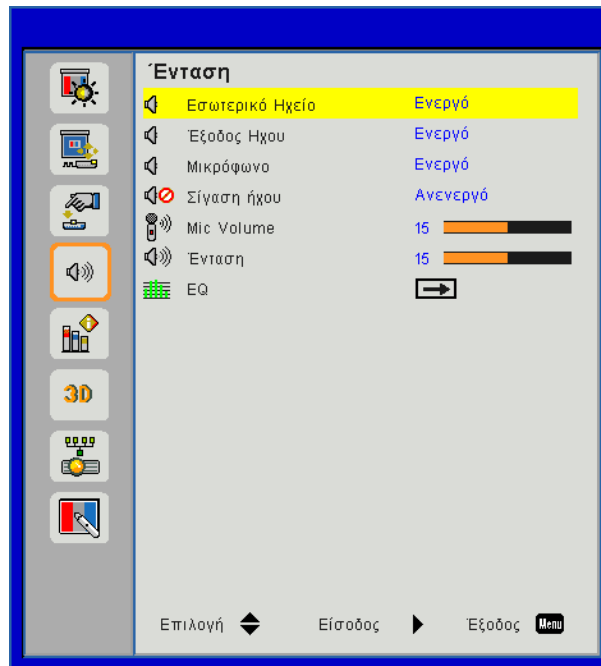 Ένταση
Εσωτερικό Ηχείο Ενεργό
Έξοδος Ηχου Ενεργό
Μικρόφωνο Ενεργό
Σίγαση ήχου Ανενεργό
Mic Volume 15
Ένταση 15
EQ
3D
Επιλογή Είσοδος Έξοδος Menu